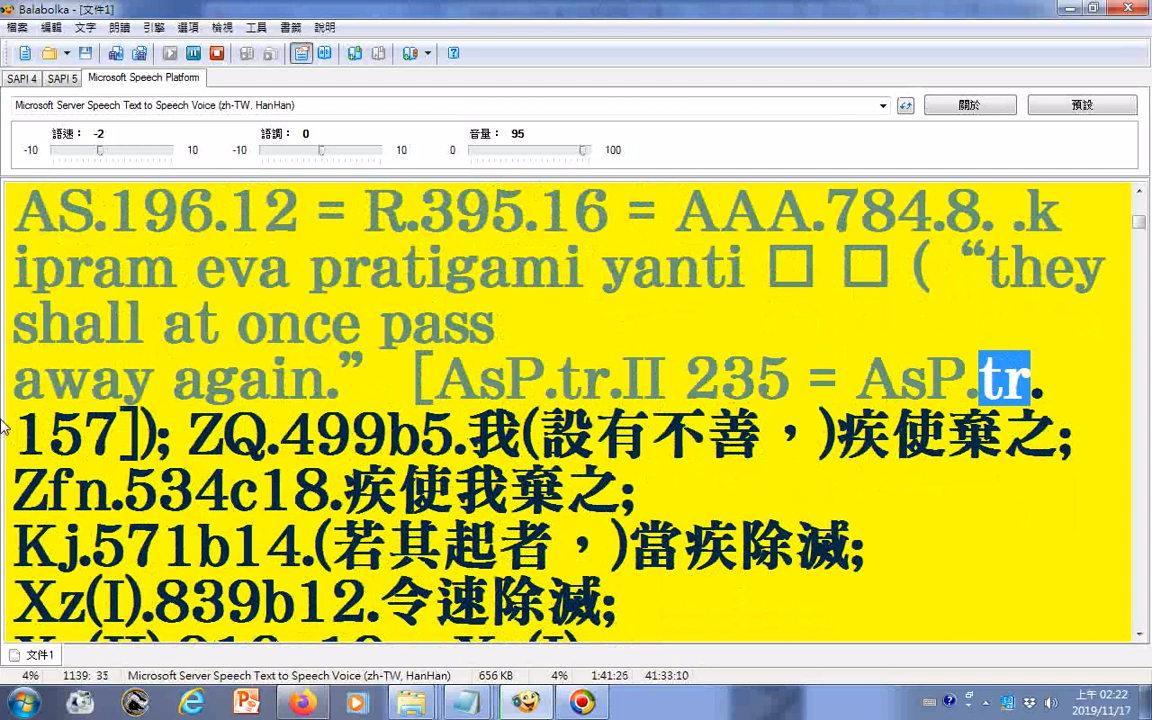 Balabolka - [文件1]
檔案 編輯 文字 朗讀 引擎 選項 檢視 工具 書籤 說明
SAPI 4 SAPI 5 Microsoft Speech Platform
Microsoft Server Speech Text to Speech Voice (zh-TW, HanHan) 關於 預設
語速： -2 語調： 0 音量： 95
-10 10 -10 10 0 100
AS.196.12 = R.395.16 = AAA.784.8. .k
ipram eva pratigami yanti □ □ ( “they
shall at once pass
away again.” [AsP.tr.II 235 = AsP.tr.
157]); ZQ.499b5.我(設有不善，)疾使棄之;
Zfn.534c18.疾使我棄之;
Kj.571b14.(若其起者，)當疾除滅;
Xz(I).839b12.令速除滅;
文件1
4% 1139: 33 Microsoft Server Speech Text to Speech Voice (zh-TW, HanHan) 656 KB 4% 1:41:26 41:33:10
上午 02:22
2019/11/17